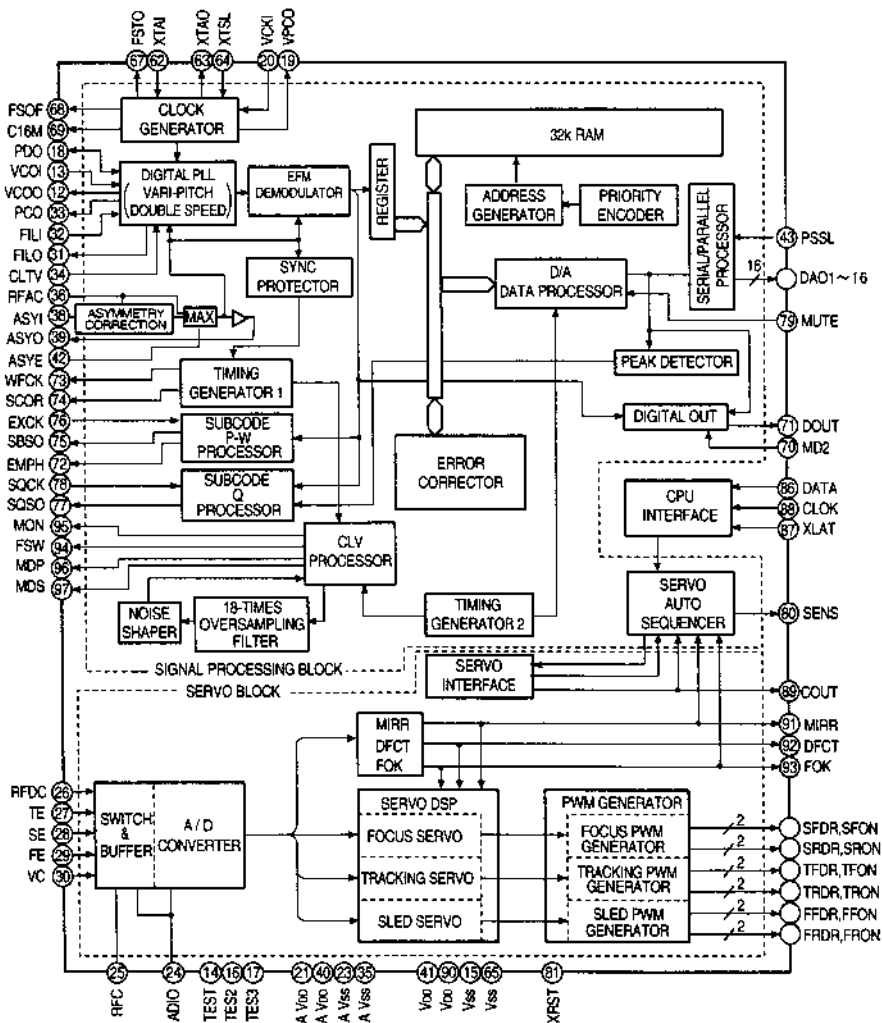 FSTO
XTAI
XTAO
XTSL
VCKI
VPCO
67
62
63
64
20
19
FSOF 68
C16M 69
PDO 18
VCOI 13
VCOO 12
PCO 33
FILI 32
FILO 31
CLTV 34
RFAC 36
ASYI 38
ASYO 39
ASYE 42
WFCK 73
SCOR 74
EXCK 76
SBSO 75
EMPH 72
SQCK 78
SQSO 77
MON 95
FSW 94
MDP 96
MDS 97
CLOCK
GENERATOR
DIGITAL PLL
VARI-PITCH
(DOUBLE SPEED)
EFM
DEMODULATOR
REGISTER
32k RAM
ADDRESS
GENERATOR
PRIORITY
ENCODER
SERIAL/PARALLEL
PROCESSOR
SYNC
PROTECTOR
D/A
DATA PROCESSOR
16
43 PSSL
DAO1~16
79 MUTE
ASYMMETRY
CORRECTION
MAX
PEAK DETECTOR
TIMING
GENERATOR 1
DIGITAL OUT
71 DOUT
70 MD2
SUBCODE
P-W
PROCESSOR
SUBCODE
Q
PROCESSOR
ERROR
CORRECTOR
CPU
INTERFACE
86 DATA
88 CLOK
87 XLAT
CLV
PROCESSOR
NOISE
SHAPER
18-TIMES
OVERSAMPLING
FILTER
TIMING
GENERATOR 2
SERVO
AUTO
SEQUENCER
80 SENS
SIGNAL PROCESSING BLOCK
SERVO BLOCK
SERVO
INTERFACE
89 COUT
MIRR
DFCT
FOK
91 MIRR
92 DFCT
93 FOK
RFDC 26
TE 27
SE 28
FE 29
VC 30
SWITCH
&
BUFFER
A / D
CONVERTER
SERVO DSP
FOCUS SERVO
TRACKING SERVO
SLED SERVO
PWM GENERATOR
FOCUS PWM
GENERATOR
TRACKING PWM
GENERATOR
SLED PWM
GENERATOR
2 SFDR,SFON
2 SRDR,SRON
2 TFDR,TFON
2 TRDR,TRON
2 FFDR,FFON
2 FRDR,FRON
25
24
14
16
17
21
40
23
35
41
90
15
65
81
RFC
ADIO
TEST
TES2
TES3
A VDD
A VDD
A VSS
A VSS
VDD
VDD
VSS
VSS
XRST